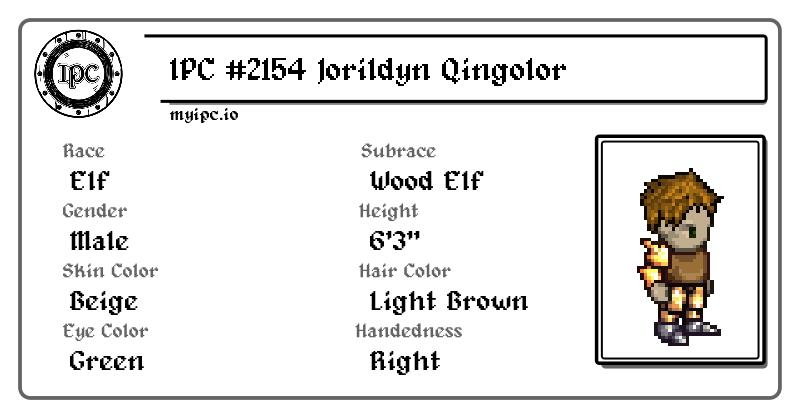 IPC
IPC #2154 Jorildyn Qingolor
myipc.io
Race
Elf
Subrace
Wood Elf
Gender
Male
Height
6'3"
Skin Color
Beige
Hair Color
Light Brown
Eye Color
Green
Handedness
Right